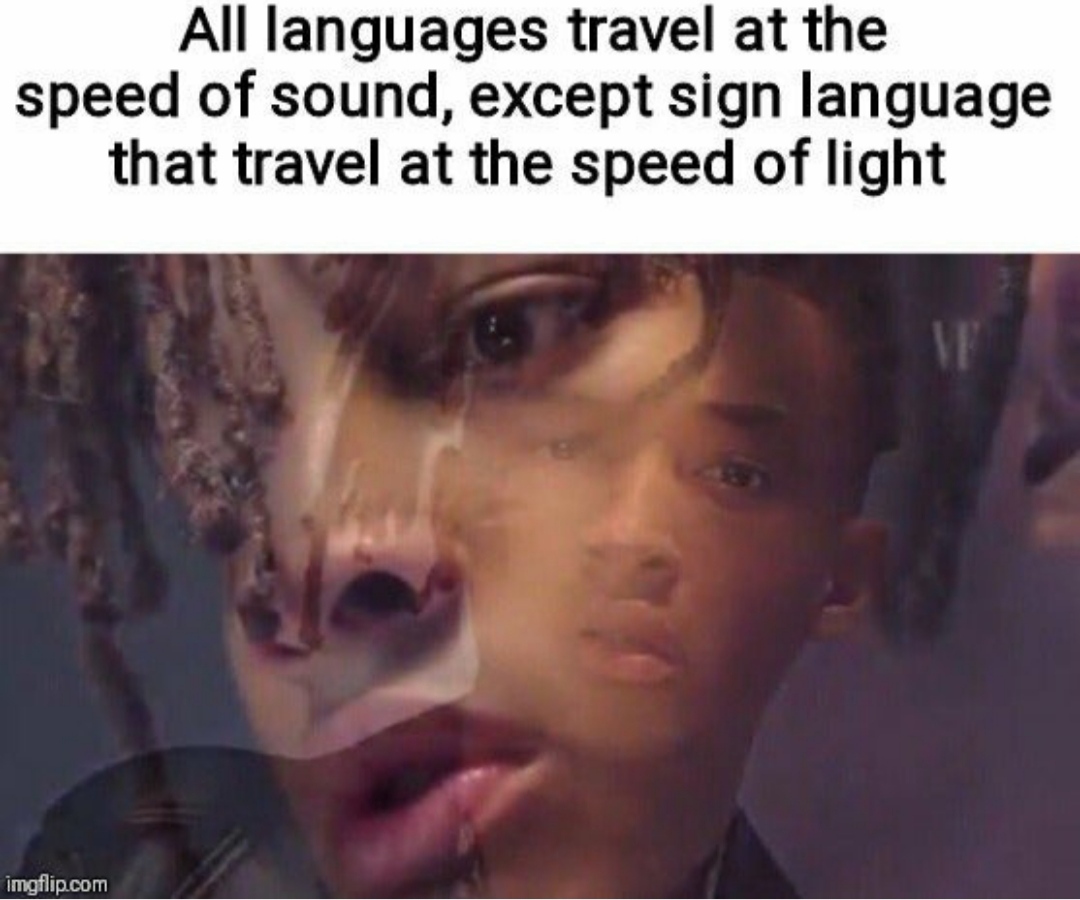 All languages travel at the
speed of sound, except sign language
that travel at the speed of light
VF
imgflip.com